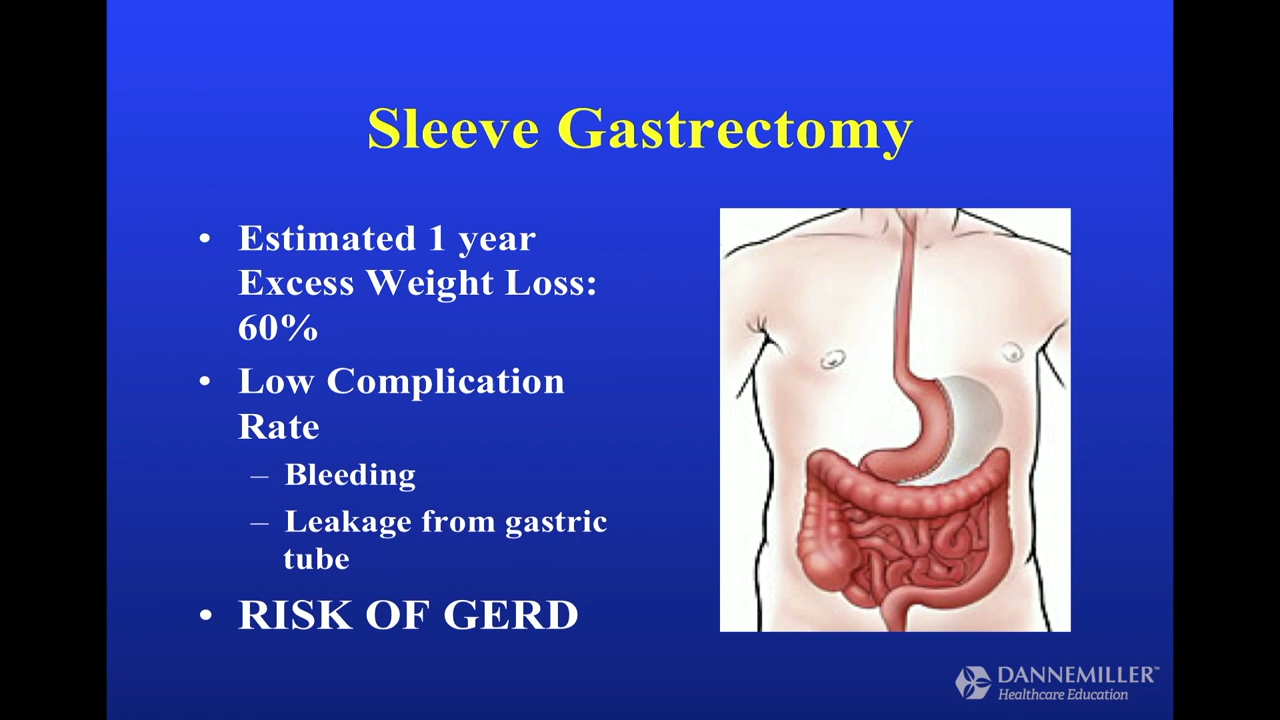 Sleeve Gastrectomy
• Estimated 1 year
Excess Weight Loss:
60%
• Low Complication
Rate
– Bleeding
– Leakage from gastric
tube
• RISK OF GERD
DANNEMILLER™
Healthcare Education